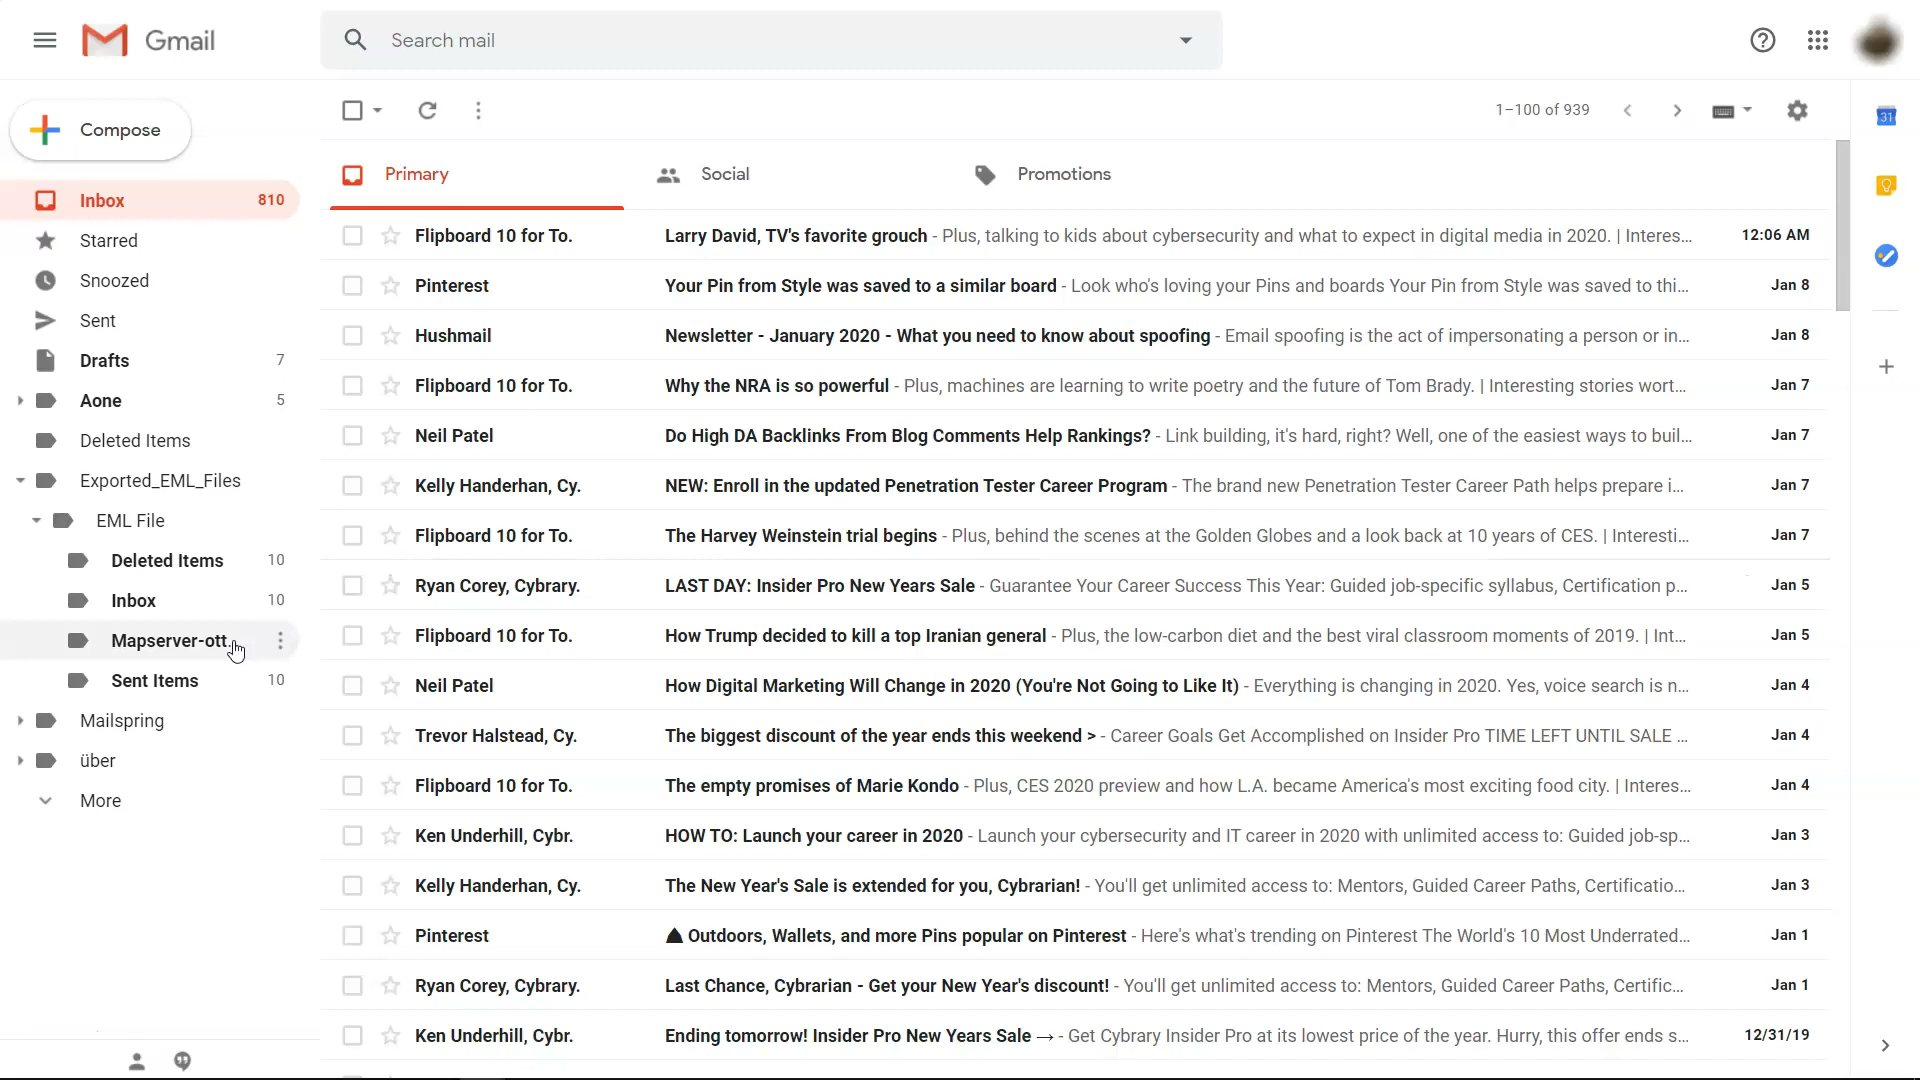 Gmail
Search mail
Compose
1–100 of 939
31
Inbox 810
Starred
Snoozed
Sent
Drafts 7
Aone 5
Deleted Items
Exported_EML_Files
EML File
Deleted Items 10
Inbox 10
Mapserver-ott..
Sent Items 10
Mailspring
über
More
Primary Social Promotions
Flipboard 10 for To. Larry David, TV's favorite grouch - Plus, talking to kids about cybersecurity and what to expect in digital media in 2020. | Interes... 12:06 AM
Pinterest Your Pin from Style was saved to a similar board - Look who's loving your Pins and boards Your Pin from Style was saved to thi... Jan 8
Hushmail Newsletter - January 2020 - What you need to know about spoofing - Email spoofing is the act of impersonating a person or in... Jan 8
Flipboard 10 for To. Why the NRA is so powerful - Plus, machines are learning to write poetry and the future of Tom Brady. | Interesting stories wort... Jan 7
Neil Patel Do High DA Backlinks From Blog Comments Help Rankings? - Link building, it's hard, right? Well, one of the easiest ways to buil... Jan 7
Kelly Handerhan, Cy. NEW: Enroll in the updated Penetration Tester Career Program - The brand new Penetration Tester Career Path helps prepare i... Jan 7
Flipboard 10 for To. The Harvey Weinstein trial begins - Plus, behind the scenes at the Golden Globes and a look back at 10 years of CES. | Interesti... Jan 7
Ryan Corey, Cybrary. LAST DAY: Insider Pro New Years Sale - Guarantee Your Career Success This Year: Guided job-specific syllabus, Certification p... Jan 5
Flipboard 10 for To. How Trump decided to kill a top Iranian general - Plus, the low-carbon diet and the best viral classroom moments of 2019. | Int... Jan 5
Neil Patel How Digital Marketing Will Change in 2020 (You're Not Going to Like It) - Everything is changing in 2020. Yes, voice search is n... Jan 4
Trevor Halstead, Cy. The biggest discount of the year ends this weekend > - Career Goals Get Accomplished on Insider Pro TIME LEFT UNTIL SALE ... Jan 4
Flipboard 10 for To. The empty promises of Marie Kondo - Plus, CES 2020 preview and how L.A. became America's most exciting food city. | Interes... Jan 4
Ken Underhill, Cybr. HOW TO: Launch your career in 2020 - Launch your cybersecurity and IT career in 2020 with unlimited access to: Guided job-sp... Jan 3
Kelly Handerhan, Cy. The New Year's Sale is extended for you, Cybrarian! - You'll get unlimited access to: Mentors, Guided Career Paths, Certificatio... Jan 3
Pinterest Outdoors, Wallets, and more Pins popular on Pinterest - Here's what's trending on Pinterest The World's 10 Most Underrated... Jan 1
Ryan Corey, Cybrary. Last Chance, Cybrarian - Get your New Year's discount! - You'll get unlimited access to: Mentors, Guided Career Paths, Certific... Jan 1
Ken Underhill, Cybr. Ending tomorrow! Insider Pro New Years Sale → - Get Cybrary Insider Pro at its lowest price of the year. Hurry, this offer ends s... 12/31/19